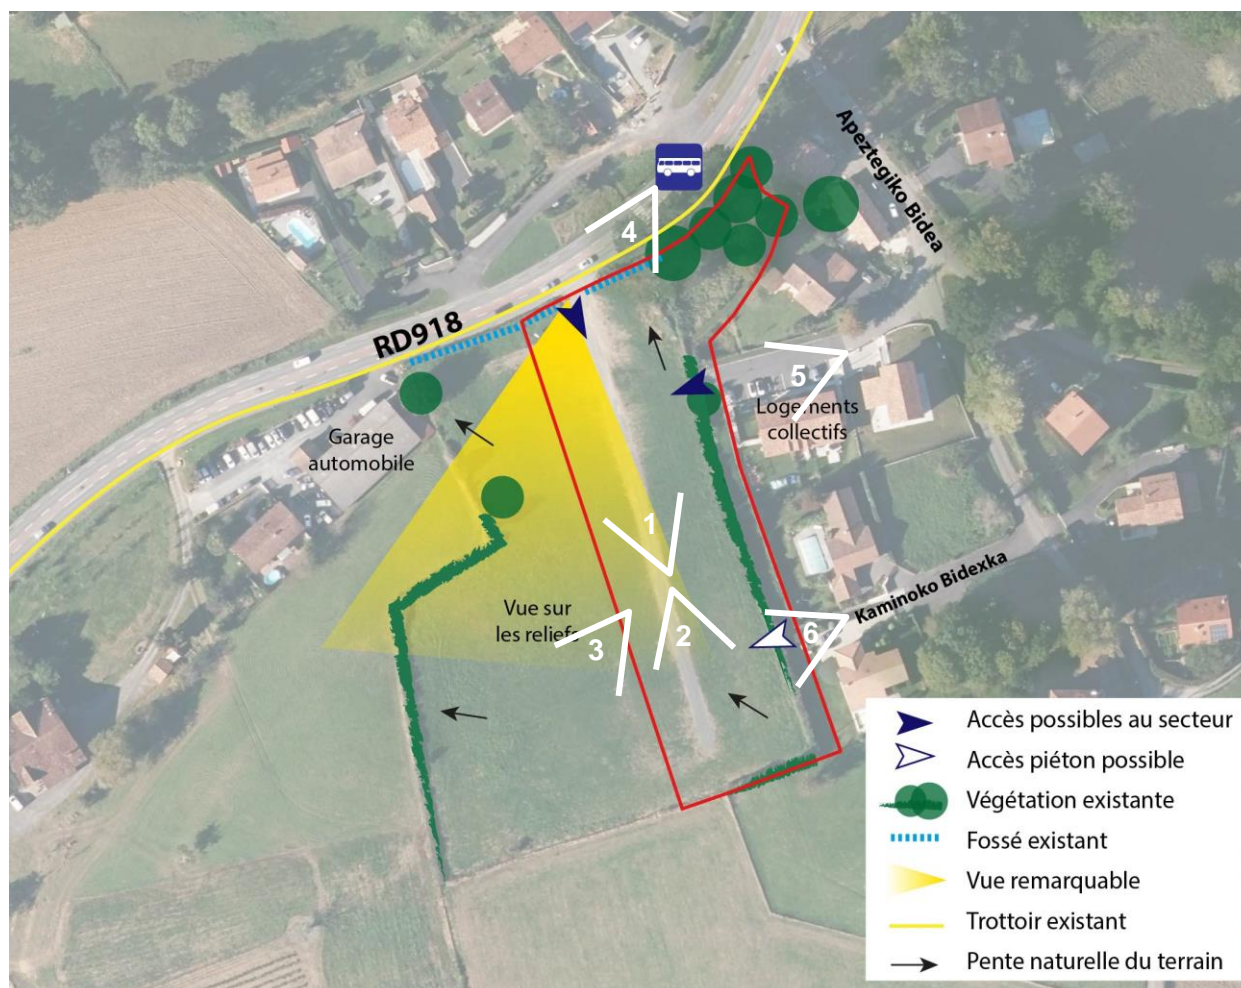 Apeztegiko Bidea
4
RD918
5
Logements
collectifs
Garage
automobile
1
Kaminoko Bidexka
Vue sur
les reliefs
3
2
6
Accès possibles au secteur
Accès piéton possible
Végétation existante
Fossé existant
Vue remarquable
Trottoir existant
Pente naturelle du terrain